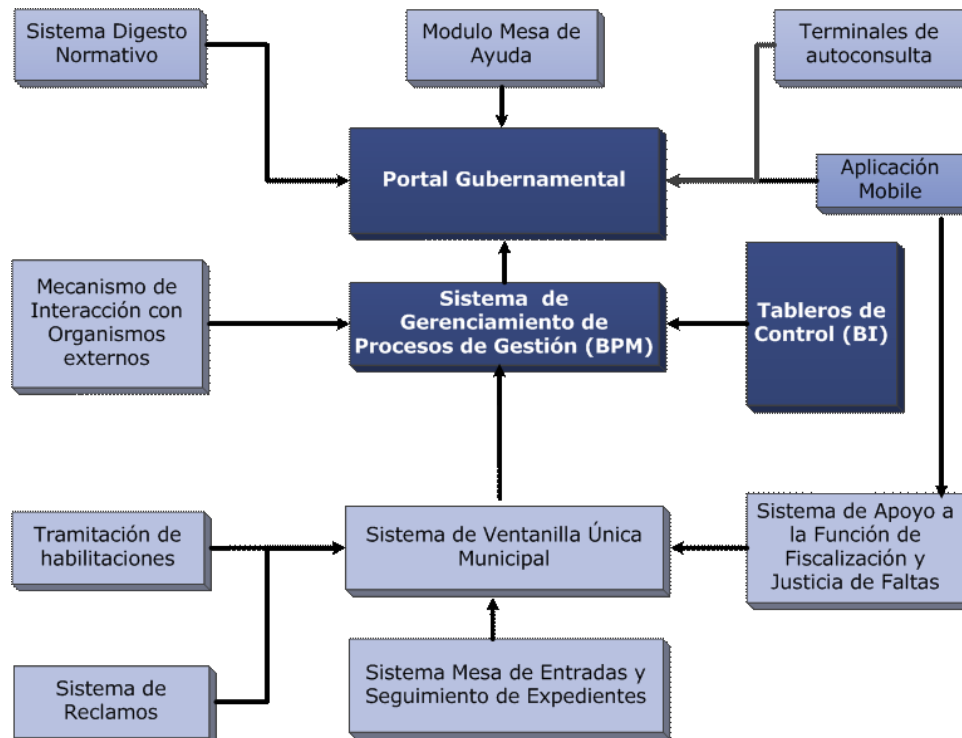 Sistema Digesto
Normativo
Modulo Mesa de
Ayuda
Terminales de
autoconsulta
Portal Gubernamental
Aplicación
Mobile
Mecanismo de
Interacción con
Organismos
externos
Sistema de
Gerenciamiento de
Procesos de Gestión (BPM)
Tableros de
Control (BI)
Tramitación de
habilitaciones
Sistema de Ventanilla Única
Municipal
Sistema de Apoyo a
la Función de
Fiscalización y
Justicia de Faltas
Sistema de
Reclamos
Sistema Mesa de Entradas y
Seguimiento de Expedientes